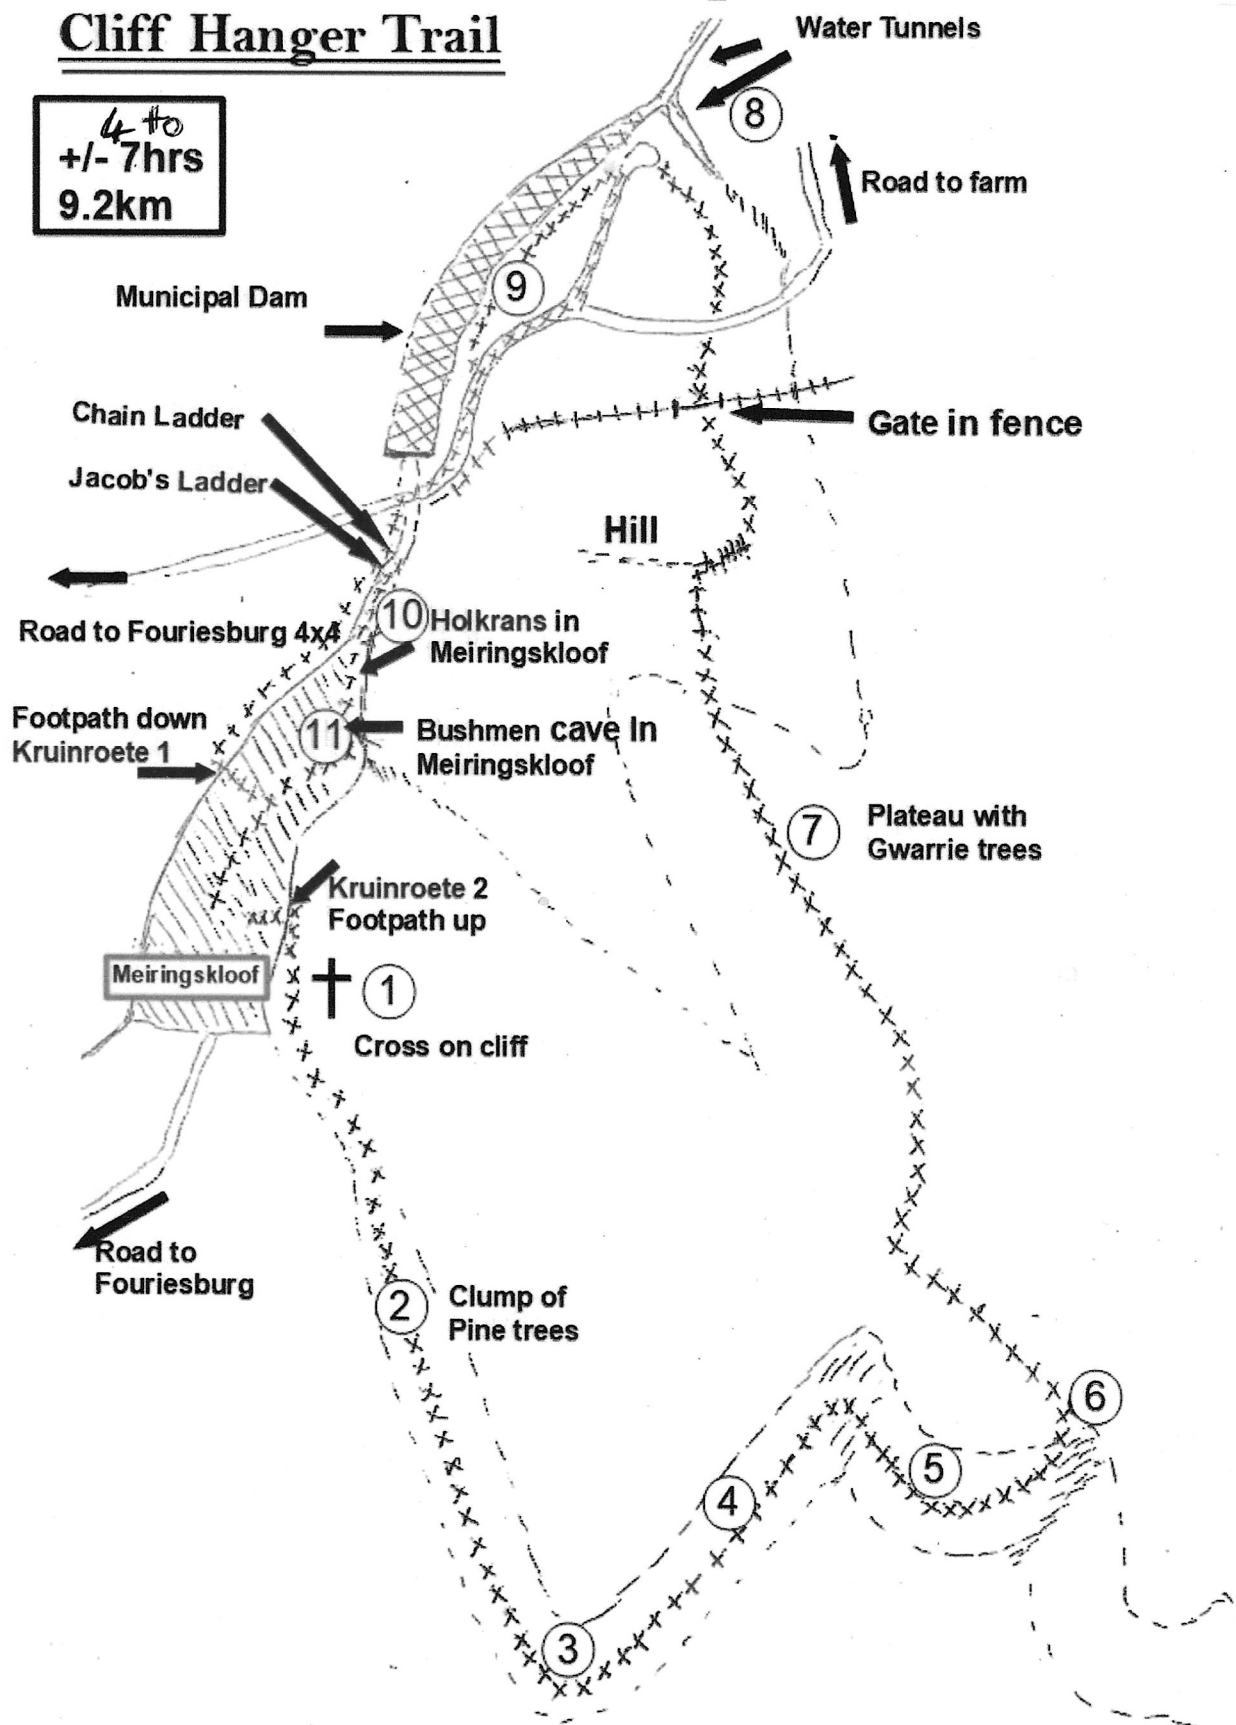 Cliff Hanger Trail
Water Tunnels
4 to
+/- 7hrs
9.2km
8
Road to farm
9
Municipal Dam
Chain Ladder
Gate in fence
Jacob's Ladder
Hill
10
Holkrans in
Meiringskloof
Road to Fouriesburg 4x4
Footpath down
Kruinroete 1
11
Bushmen cave In
Meiringskloof
7
Plateau with
Gwarrie trees
Kruinroete 2
Footpath up
Meiringskloof
1
Cross on cliff
Road to
Fouriesburg
2
Clump of
Pine trees
6
5
4
3